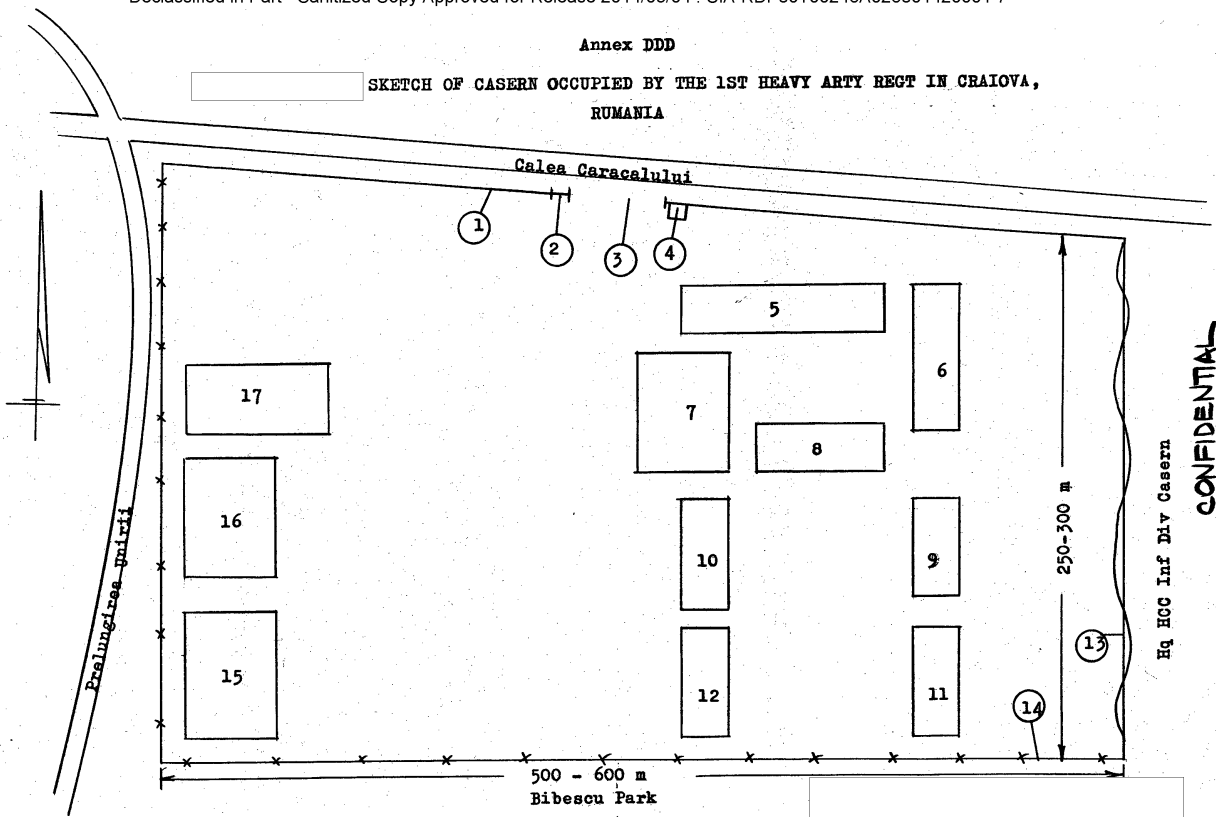 Annex DDD
SKETCH OF CASERN OCCUPIED BY THE 1ST HEAVY ARTY REGT IN CRAIOVA,
RUMANIA
Calea Caracalului
1
2
3
4
5
6
7
8
17
16
10
9
15
12
11
13
14
250-300 m
Hq HCC Inf Div Casern
CONFIDENTIAL
Prelungirea Unirii
500 - 600 m
Bibescu Park